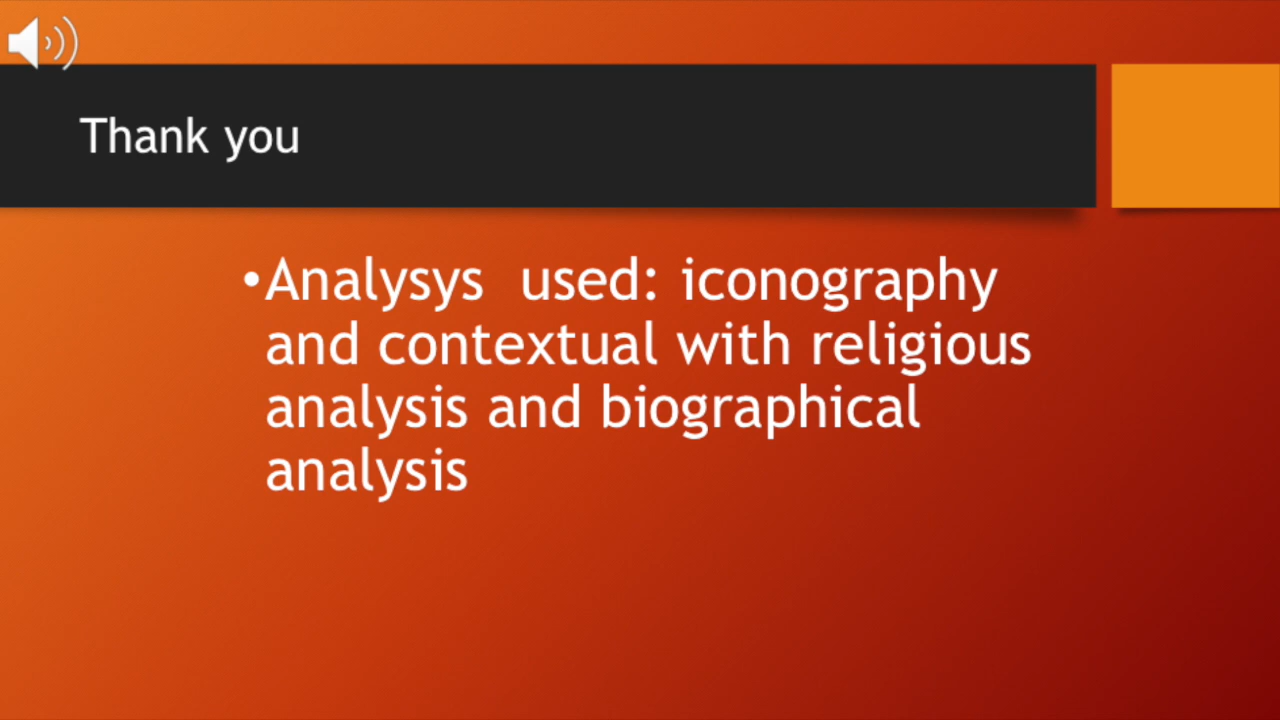 Thank you
•Analysys used: iconography
and contextual with religious
analysis and biographical
analysis